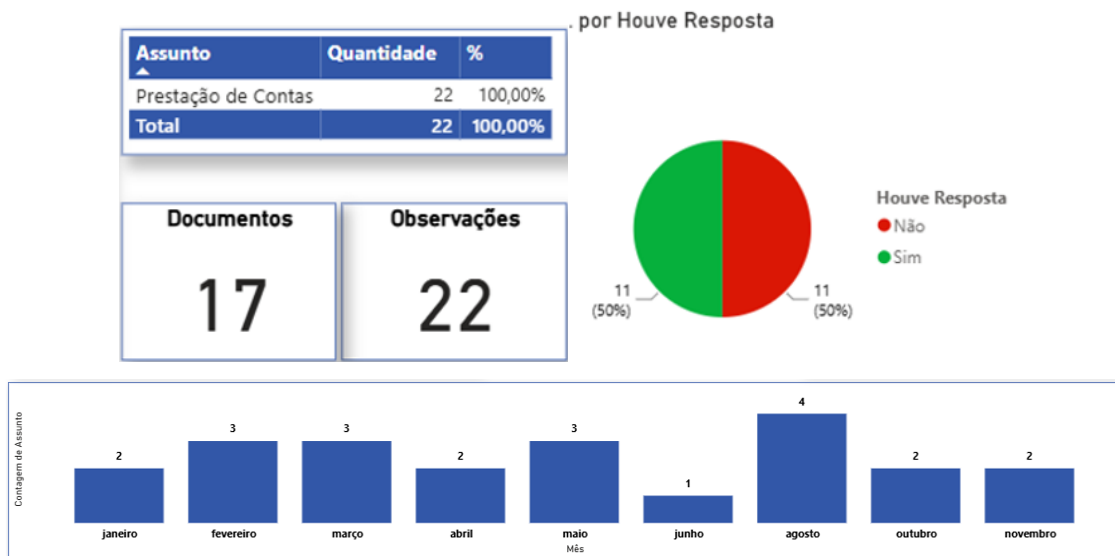 . por Houve Resposta
Assunto Quantidade %
Prestação de Contas 22 100,00%
Total 22 100,00%
Documentos
17
Observações
22
11
(50%)
11
(50%)
Houve Resposta
Não
Sim
Contagem de Assunto
2 3 3 2 3 1 4 2 2
janeiro fevereiro março abril maio junho agosto outubro novembro
Mês